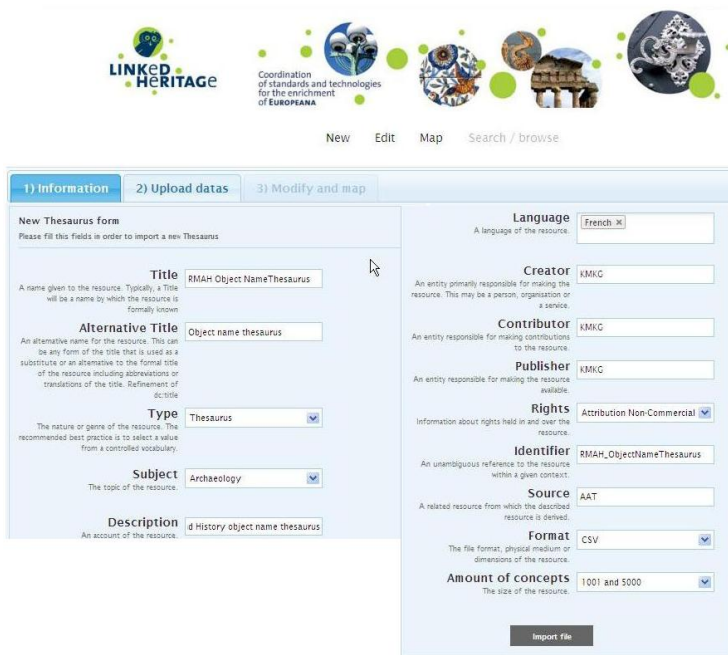 LINKED
HERITAGE
Coordination
of standards and technologies
for the enrichment
of EUROPEANA
New Edit Map Search / browse
1) Information 2) Upload datas 3) Modify and map
New Thesaurus form
Please fill this fields in order to import a new Thesaurus
Title RMAH Object NameThesaurus
A name given to the resource. Typically, a Title
will be a name by which the resource is
formally known
Alternative Title Object name thesaurus
An alternative name for the resource. This can
be any form of the title that is used as a
substitute or an alternative to the formal title
of the resource including abbreviations or
translations of the title. Refinement of
dc:title
Type Thesaurus
The nature or genre of the resource. The
recommended best practice is to select a value
from a controlled vocabulary.
Subject Archaeology
The topic of the resource.
Description d History object name thesaurus
An account of the resource.
Language French ×
A language of the resource.
Creator KMKG
An entity primarily responsible for making the
resource. This may be a person, organisation or
a service.
Contributor KMKG
An entity responsible for making contributions
to the resource.
Publisher KMKG
An entity responsible for making the resource
available.
Rights Attribution Non-Commercial
Information about rights held in and over the
resource.
Identifier RMAH_ObjectNameThesaurus
An unambiguous reference to the resource
within a given context.
Source AAT
A related resource from which the described
resource is derived.
Format CSV
The file format, physical medium or
dimensions of the resource.
Amount of concepts 1001 and 5000
The size of the resource.
Import file